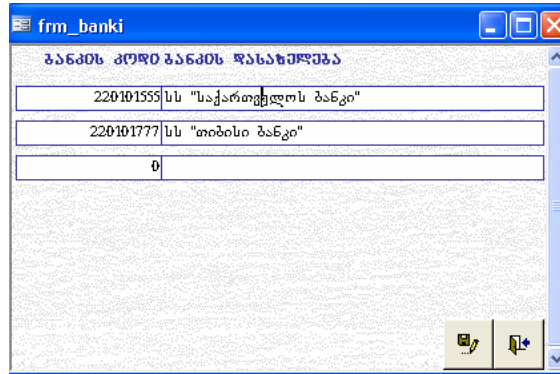 frm_banki
ბანკის კოდი ბანკის დასახელება
220101555 სს "საქართველოს ბანკი"
220101777 სს "თიბისი ბანკი"
0